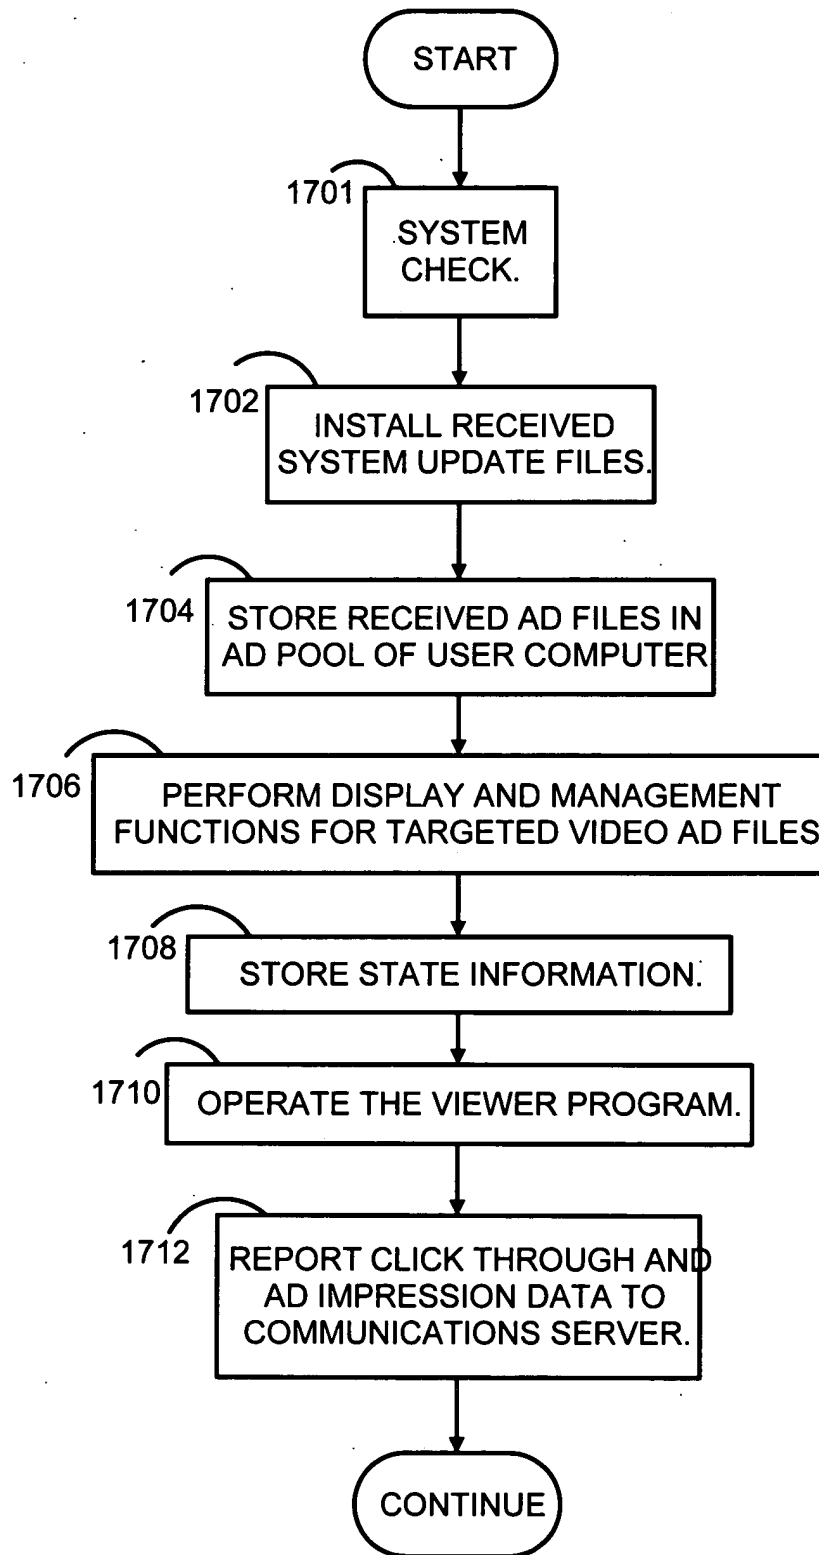 START
1701
SYSTEM
CHECK.
1702
INSTALL RECEIVED
SYSTEM UPDATE FILES.
1704
STORE RECEIVED AD FILES IN
AD POOL OF USER COMPUTER
1706
PERFORM DISPLAY AND MANAGEMENT
FUNCTIONS FOR TARGETED VIDEO AD FILES
1708
STORE STATE INFORMATION.
1710
OPERATE THE VIEWER PROGRAM.
1712
REPORT CLICK THROUGH AND
AD IMPRESSION DATA TO
COMMUNICATIONS SERVER.
CONTINUE